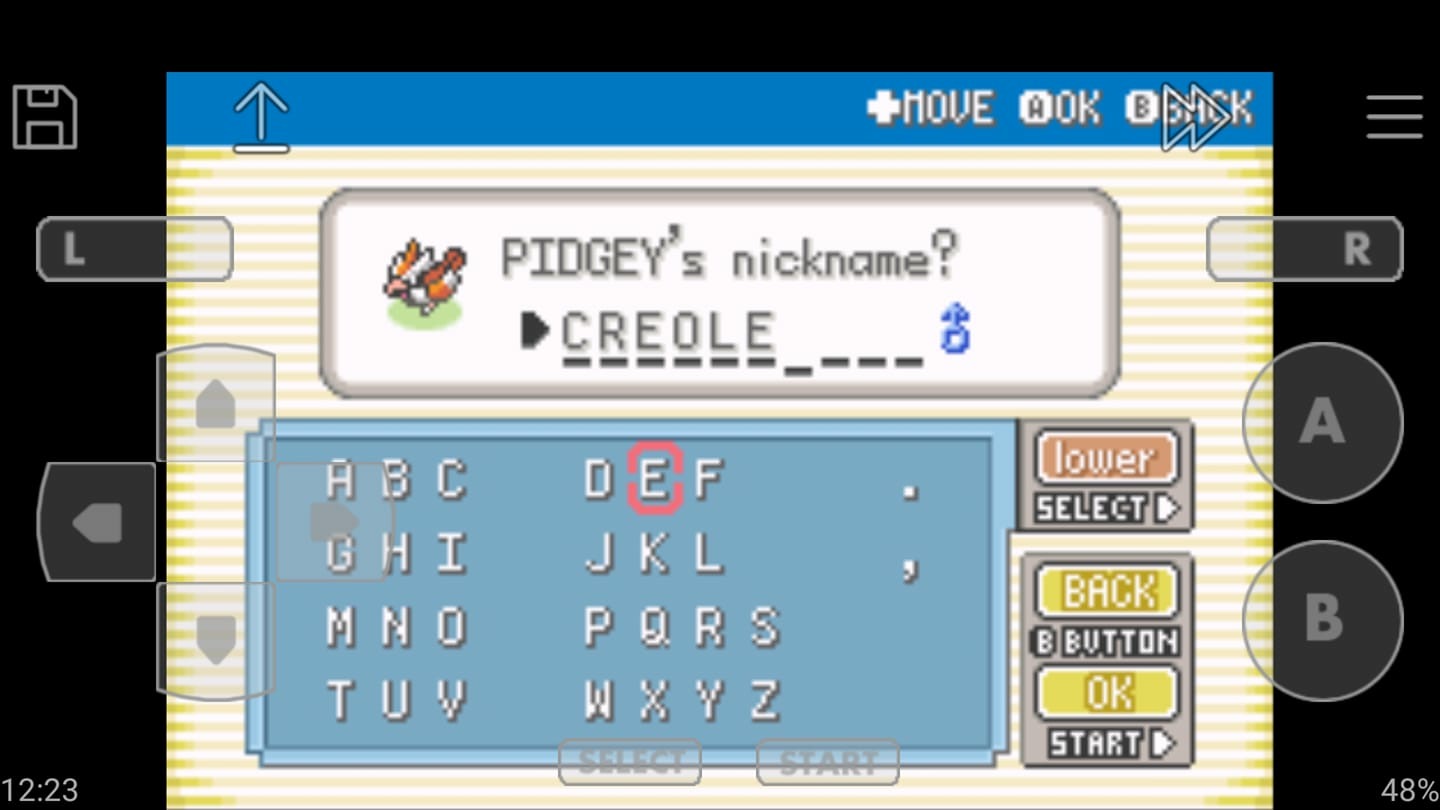 MOVE A OK B BACK
L
R
PIDGEY's nickname?
CREOLE
A B C D E F .
G H I J K L ,
M N O P Q R S
T U V W X Y Z
lower
SELECT
BACK
B BUTTON
OK
START
A
B
SELECT
START
12:23
48%